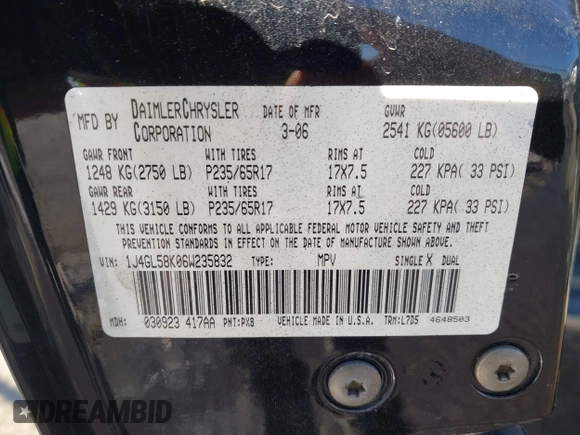 MFD BY DAIMLERCHRYSLER CORPORATION DATE OF MFR 3-06 GVWR 2541 KG(05600 LB)
GAWR FRONT WITH TIRES RIMS AT COLD
1248 KG(2750 LB) P235/65R17 17X7.5 227 KPA( 33 PSI)
GAWR REAR WITH TIRES RIMS AT COLD
1429 KG(3150 LB) P235/65R17 17X7.5 227 KPA( 33 PSI)
THIS VEHICLE CONFORMS TO ALL APPLICABLE FEDERAL MOTOR VEHICLE SAFETY AND THEFT PREVENTION
STANDARDS IN EFFECT ON THE DATE OF MANUFACTURE SHOWN ABOVE.
VIN: 1J4GL58K06W235832 TYPE: MPV SINGLE X DUAL
MDH: 030923 417AA PNT:PX8 VEHICLE MADE IN U.S.A. TRM:L7D5 4648503
DREAMBID